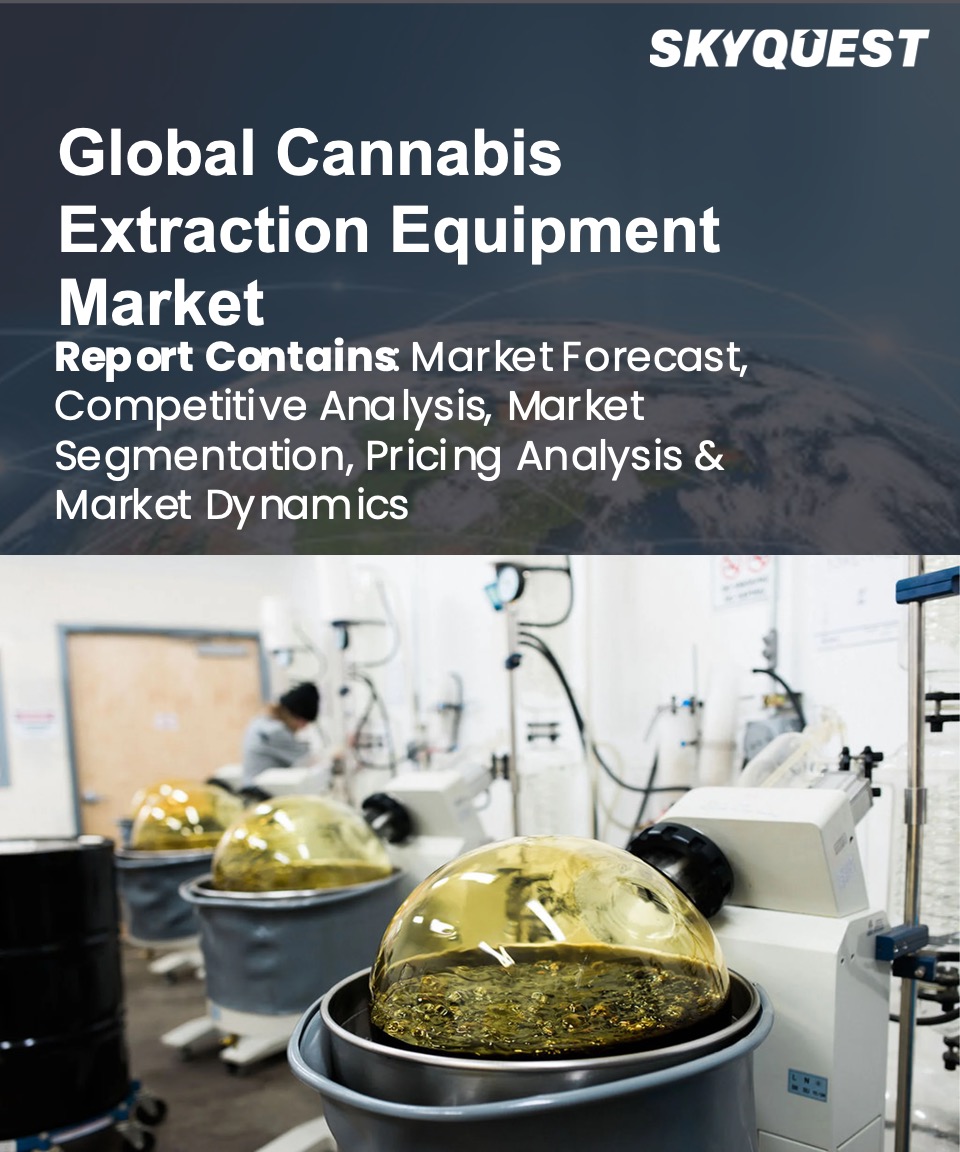 SKYQUEST
Global Cannabis
Extraction Equipment
Market
Report Contains: Market Forecast,
Competitive Analysis, Market
Segmentation, Pricing Analysis &
Market Dynamics
L N